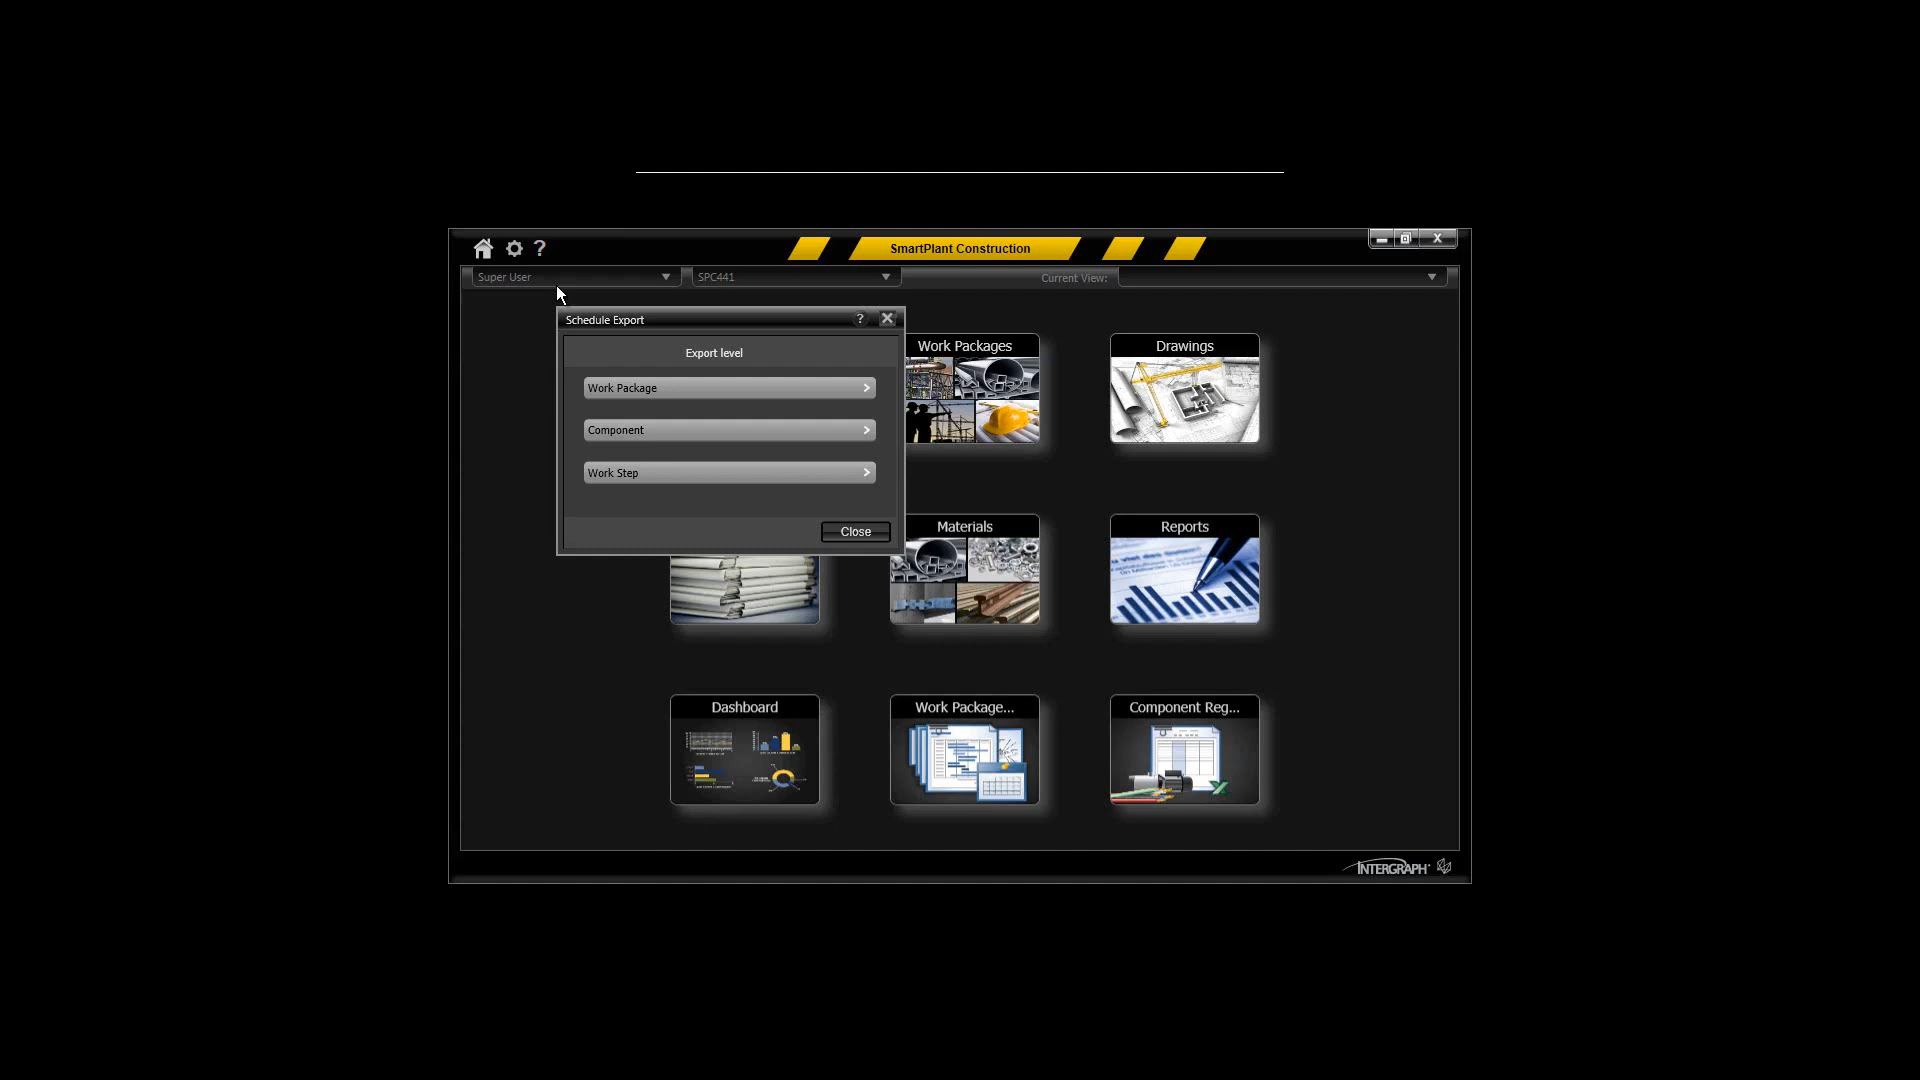 SmartPlant Construction
Super User
SPC441
Current View:
Schedule Export
Export level
Work Package
Component
Work Step
Close
Work Packages
Drawings
Materials
Reports
Dashboard
Work Package...
Component Reg...
INTERGRAPH